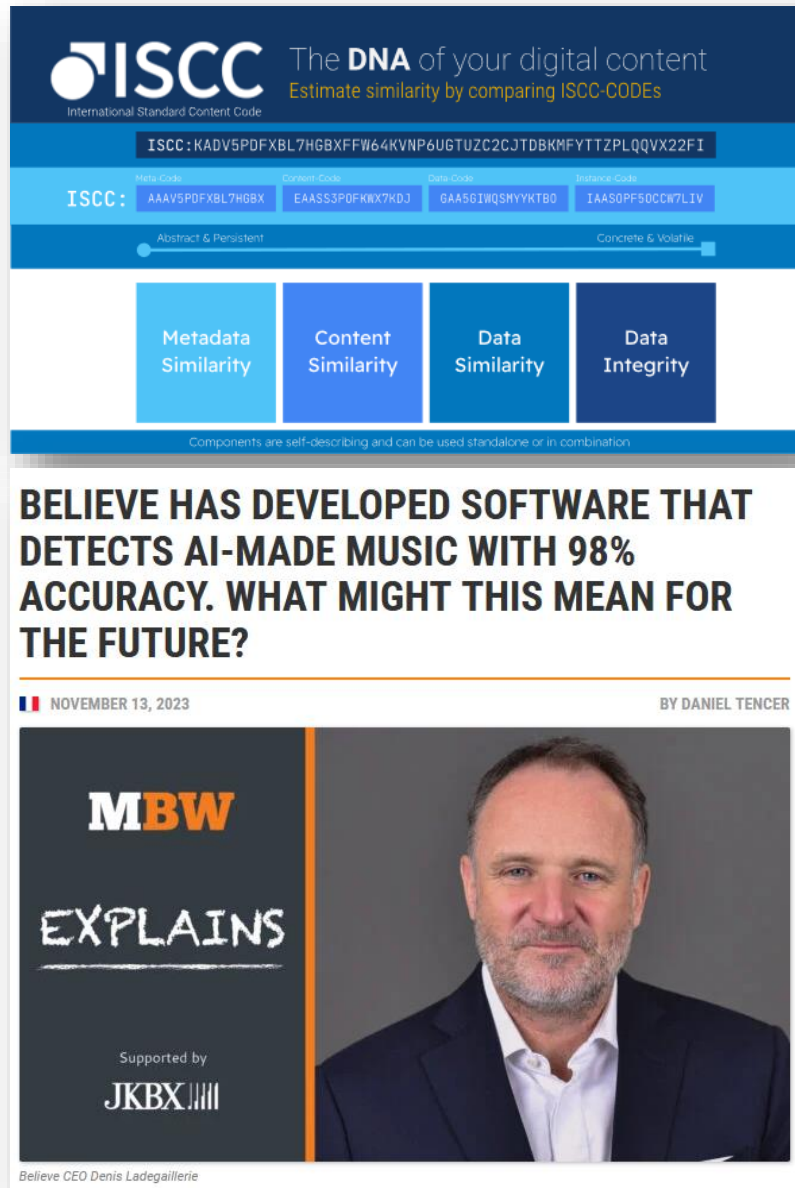 ISCC
International Standard Content Code
The DNA of your digital content
Estimate similarity by comparing ISCC-CODEs
ISCC:KADV5PDFXBL7HGBXFFW64KVNP6UGTUZC2CJTDBKMFYTTZPLQQVX22FI
Meta-Code Content-Code Data-Code Instance-Code
ISCC: AAAV5PDFXBL7HGBX EAASS3POFKWX7KDJ GAA5GIWQSMYYKTBO IAASOPF5OCCW7LIV
Abstract & Persistent Concrete & Volatile
Metadata Similarity
Content Similarity
Data Similarity
Data Integrity
Components are self-describing and can be used standalone or in combination
BELIEVE HAS DEVELOPED SOFTWARE THAT
DETECTS AI-MADE MUSIC WITH 98%
ACCURACY. WHAT MIGHT THIS MEAN FOR
THE FUTURE?
NOVEMBER 13, 2023 BY DANIEL TENCER
MBW
EXPLAINS
Supported by
JKBX
Believe CEO Denis Ladegaillerie